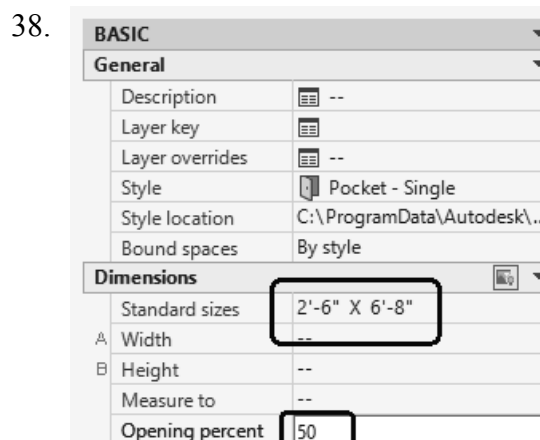 38.
BASIC
General
Description --
Layer key
Layer overrides --
Style Pocket - Single
Style location C:\ProgramData\Autodesk\...
Bound spaces By style
Dimensions
Standard sizes 2'-6" X 6'-8"
A Width --
B Height --
Measure to --
Opening percent 50